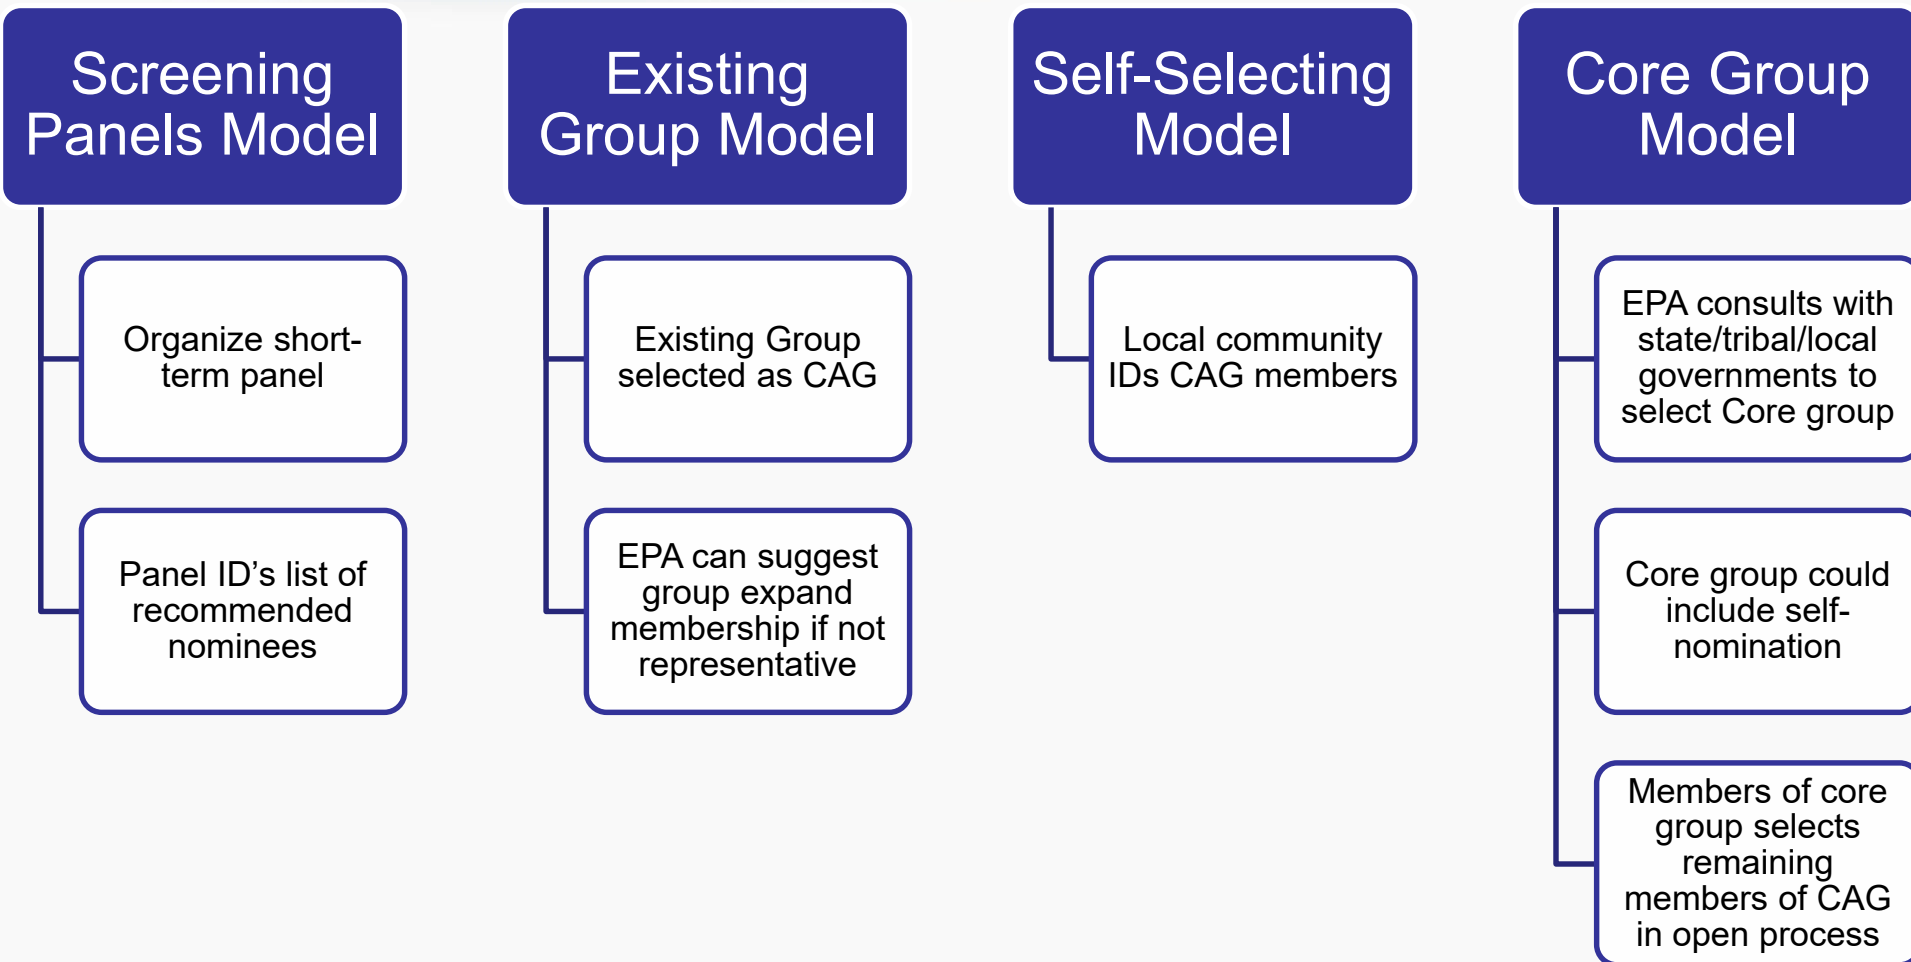 Screening
Panels Model
Organize short-
term panel
Panel ID’s list of
recommended
nominees
Existing
Group Model
Existing Group
selected as CAG
EPA can suggest
group expand
membership if not
representative
Self-Selecting
Model
Local community
IDs CAG members
Core Group
Model
EPA consults with
state/tribal/local
governments to
select Core group
Core group could
include self-
nomination
Members of core
group selects
remaining
members of CAG
in open process